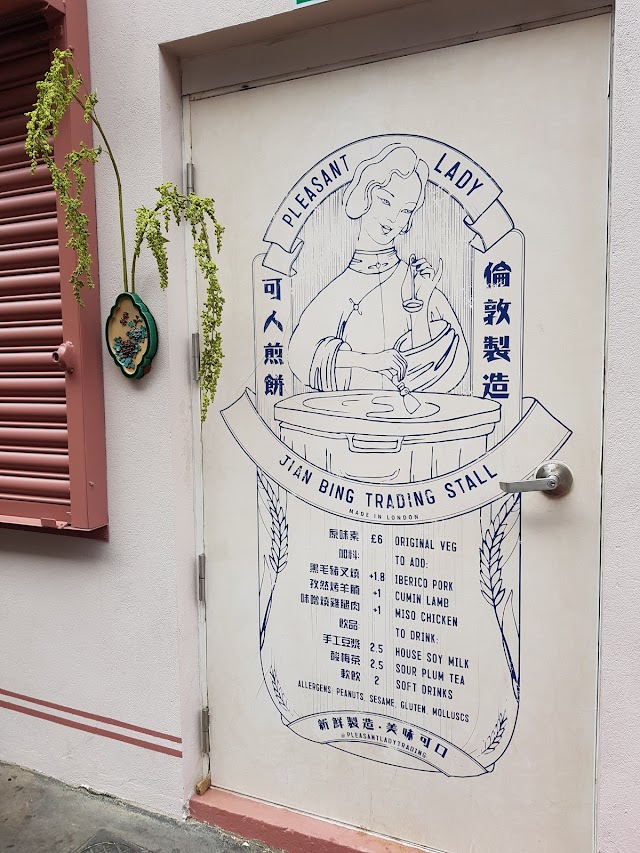 PLEASANT LADY
可人煎餅
倫敦製造
JIAN BING TRADING STALL
MADE IN LONDON
原味素 £6 ORIGINAL VEG
加料: TO ADD:
黑毛豬叉燒 +1.8 IBERICO PORK
孜然烤羊腩 +1 CUMIN LAMB
味噌燒雞腿肉 +1 MISO CHICKEN
飲品 TO DRINK:
手工豆漿 2.5 HOUSE SOY MILK
酸梅茶 2.5 SOUR PLUM TEA
軟飲 2 SOFT DRINKS
ALLERGENS: PEANUTS, SESAME, GLUTEN, MOLLUSCS
新鮮製造·美味可口
@PLEASANTLADYTRADING